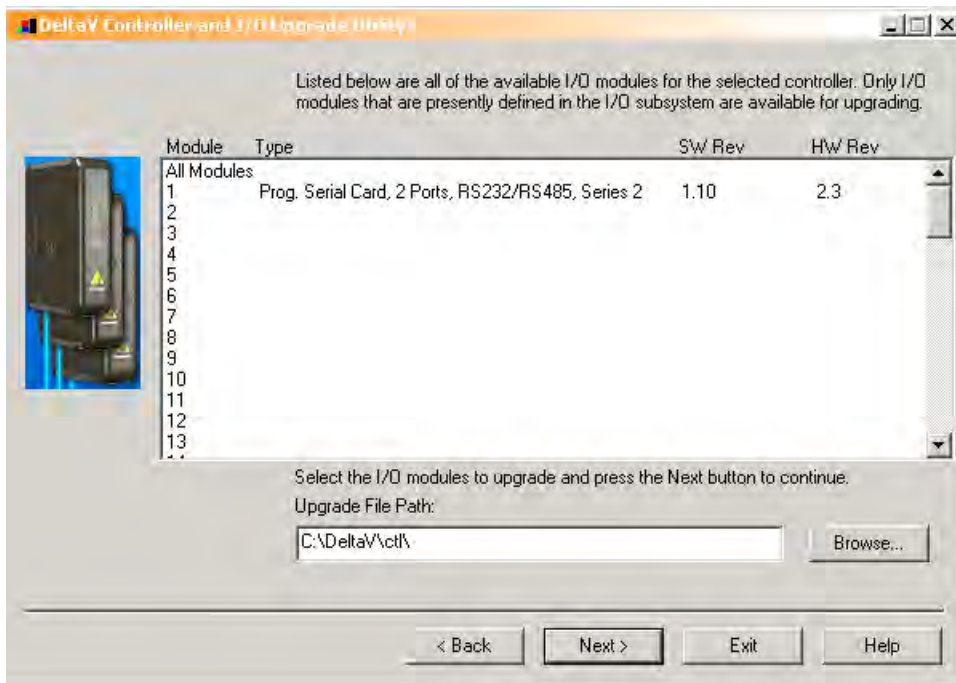 DeltaV Controller and I/O Upgrade Utility
Listed below are all of the available I/O modules for the selected controller. Only I/O
modules that are presently defined in the I/O subsystem are available for upgrading.
Module Type SW Rev HW Rev
All Modules
1 Prog. Serial Card, 2 Ports, RS232/RS485, Series 2 1.10 2.3
2
3
4
5
6
7
8
9
10
11
12
13
Select the I/O modules to upgrade and press the Next button to continue.
Upgrade File Path:
C:\DeltaV\ctl\
Browse...
< Back Next > Exit Help